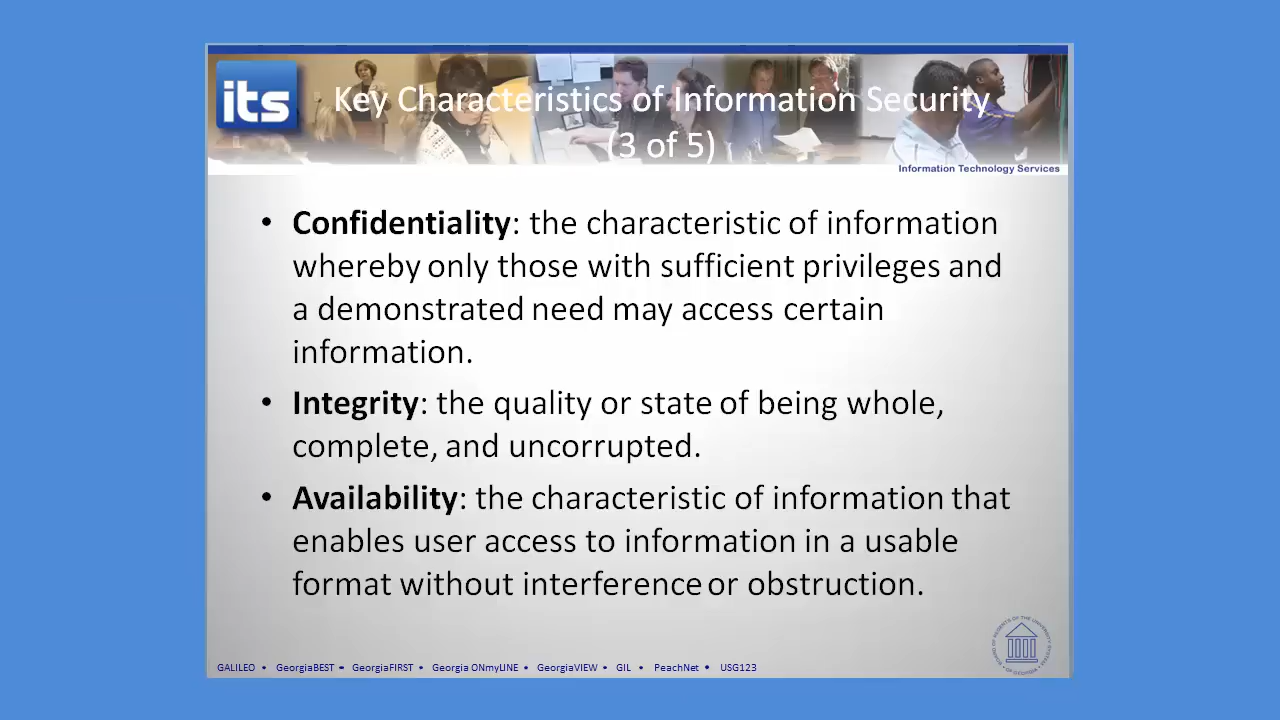 its
Key Characteristics of Information Security
(3 of 5)
Information Technology Services
• Confidentiality: the characteristic of information
whereby only those with sufficient privileges and
a demonstrated need may access certain
information.
• Integrity: the quality or state of being whole,
complete, and uncorrupted.
• Availability: the characteristic of information that
enables user access to information in a usable
format without interference or obstruction.
GALILEO • GeorgiaBEST • GeorgiaFIRST • Georgia ONmyLINE • GeorgiaVIEW • GIL • PeachNet • USG123